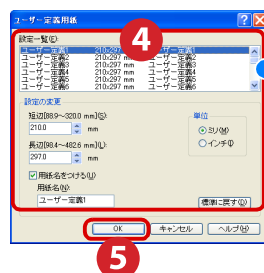 ユーザー定義用紙
設定一覧(E):
4
ユーザー定義1 210x297 mm ユーザー定義1
ユーザー定義2 210x297 mm ユーザー定義2
ユーザー定義3 210x297 mm ユーザー定義3
ユーザー定義4 210x297 mm ユーザー定義4
ユーザー定義5 210x297 mm ユーザー定義5
ユーザー定義6 210x297 mm ユーザー定義6
設定の変更
短辺[88.9～320.0 mm](S):
210.0 mm
長辺[98.4～482.6 mm](L):
297.0 mm
単位
ミリ(M)
インチ(I)
用紙名をつける(U)
用紙名(N):
ユーザー定義1
標準に戻す(D)
OK
キャンセル
ヘルプ(H)
5